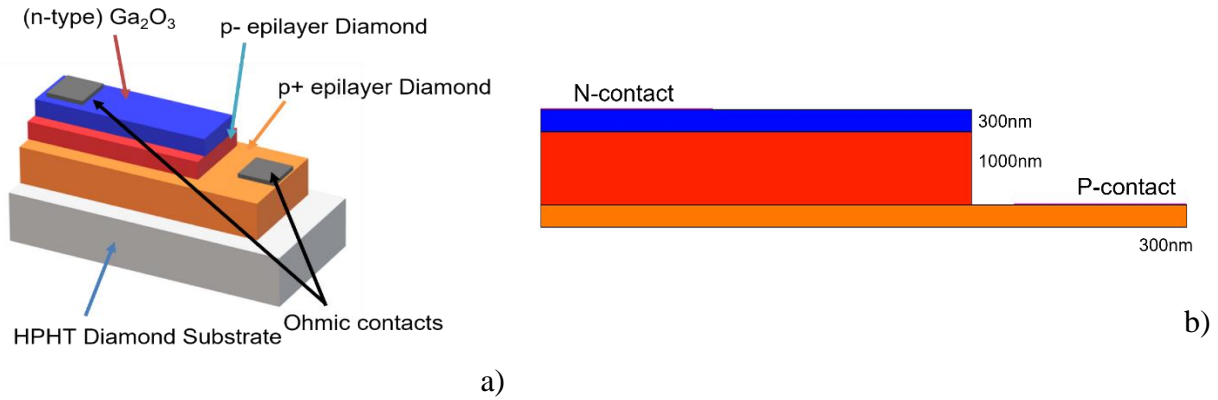 (n-type) Ga₂O₃
p- epilayer Diamond
p+ epilayer Diamond
HPHT Diamond Substrate
Ohmic contacts
a)
N-contact
300nm
1000nm
P-contact
300nm
b)